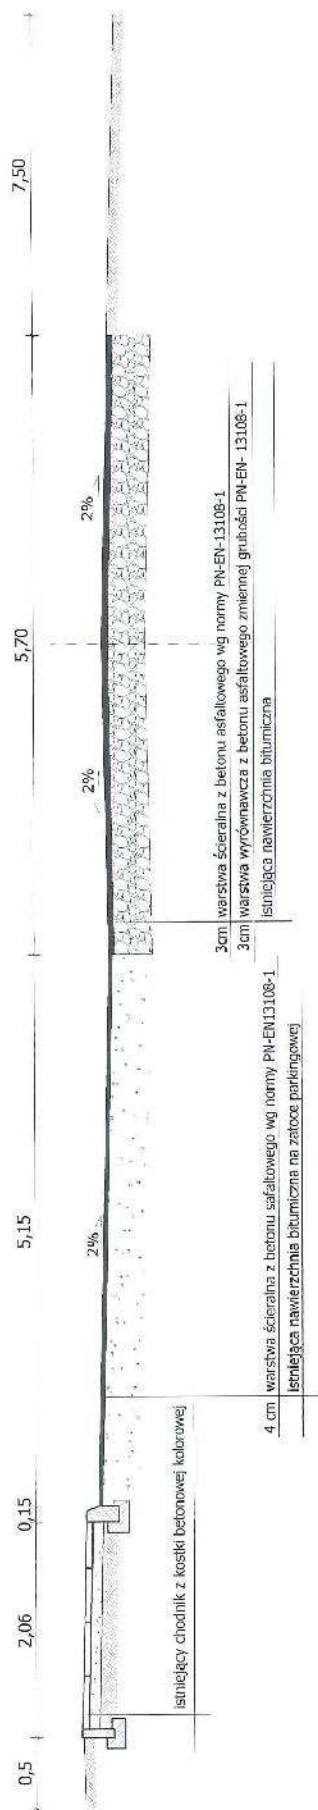 0,5
2,06
0,15
5,15
5,70
7,50
2%
2%
2%
istniejący chodnik z kostki betonowej kolorowej
4 cm warstwa ścieralna z betonu safaltowego wg normy PN-EN13108-1
istniejąca nawierzchnia bitumiczna na zatoce parkingowej
3cm warstwa ścieralna z betonu asfaltowego wg normy PN-EN-13108-1
3cm warstwa wyrównawcza z betonu asfaltowego zmiennej grubości PN-EN- 13108-1
istniejąca nawierzchnia bitumiczna